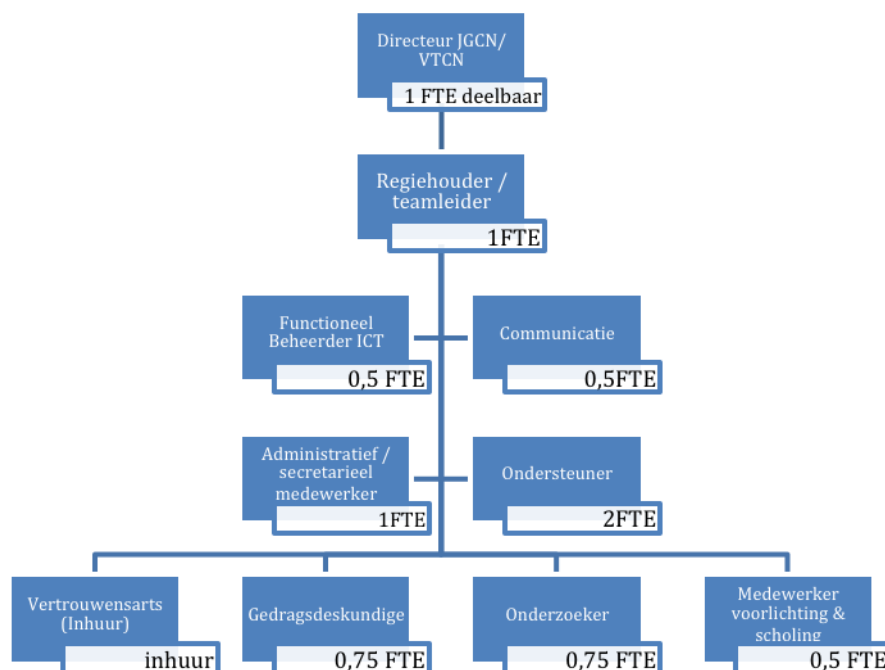 Directeur JGCN/
VTCN
1 FTE deelbaar
Regiehouder /
teamleider
1FTE
Functioneel
Beheerder ICT
0,5 FTE
Communicatie
0,5FTE
Administratief /
secretarieel
medewerker
1FTE
Ondersteuner
2FTE
Vertrouwensarts
(Inhuur)
inhuur
Gedragsdeskundige
0,75 FTE
Onderzoeker
0,75 FTE
Medewerker
voorlichting &
scholing
0,5 FTE